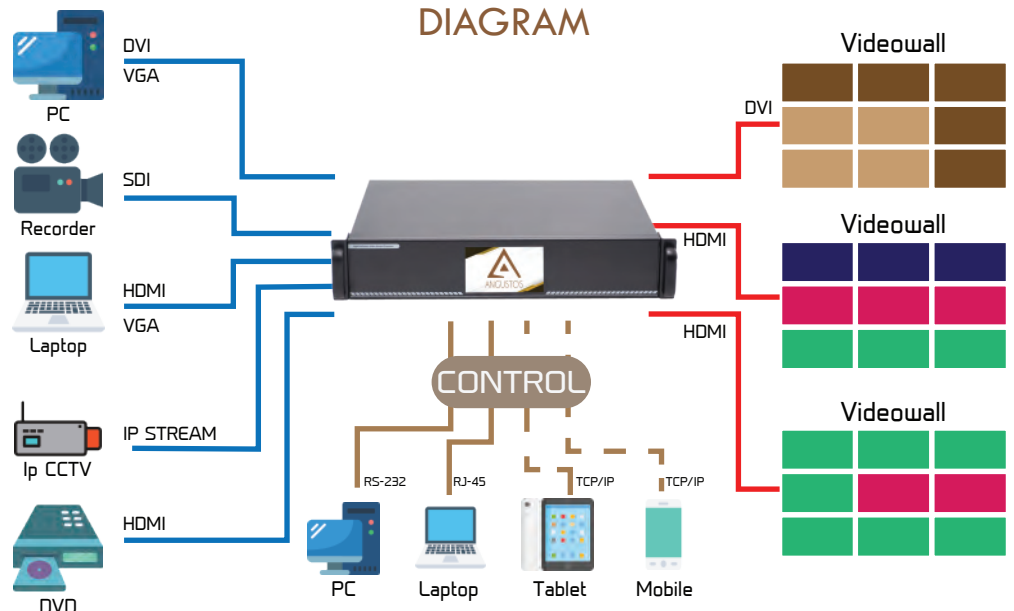 DIAGRAM
DVI
VGA
PC
SDI
Recorder
HDMI
VGA
Laptop
IP STREAM
Ip CCTV
HDMI
DVD
ANGUSTOS
CONTROL
RS-232
RJ-45
TCP/IP
TCP/IP
PC
Laptop
Tablet
Mobile
Videowall
DVI
Videowall
HDMI
HDMI
Videowall